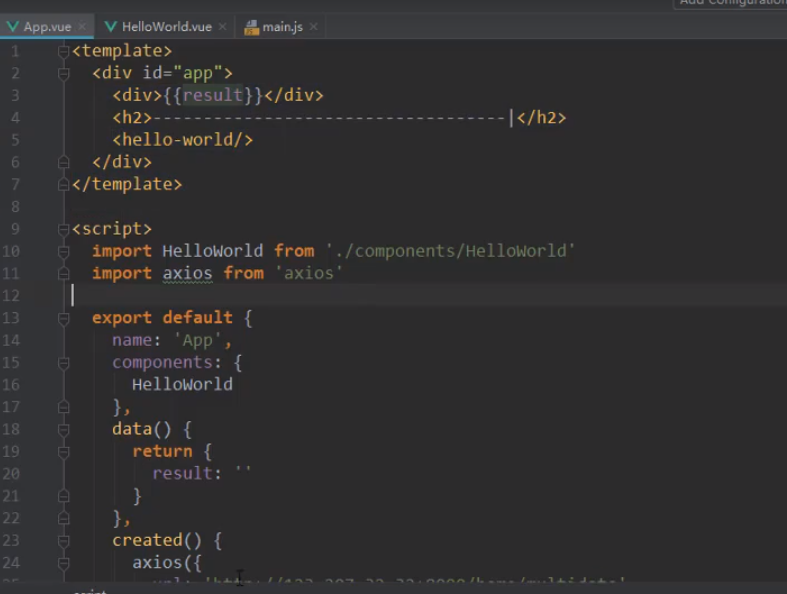 Add Configuration
App.vue HelloWorld.vue main.js
1 <template>
2 <div id="app">
3 <div>{{result}}</div>
4 <h2>-----------------------------------|</h2>
5 <hello-world/>
6 </div>
7 </template>
8
9 <script>
10 import HelloWorld from './components/HelloWorld'
11 import axios from 'axios'
12
13 export default {
14 name: 'App',
15 components: {
16 HelloWorld
17 },
18 data() {
19 return {
20 result: ''
21 }
22 },
23 created() {
24 axios({
script